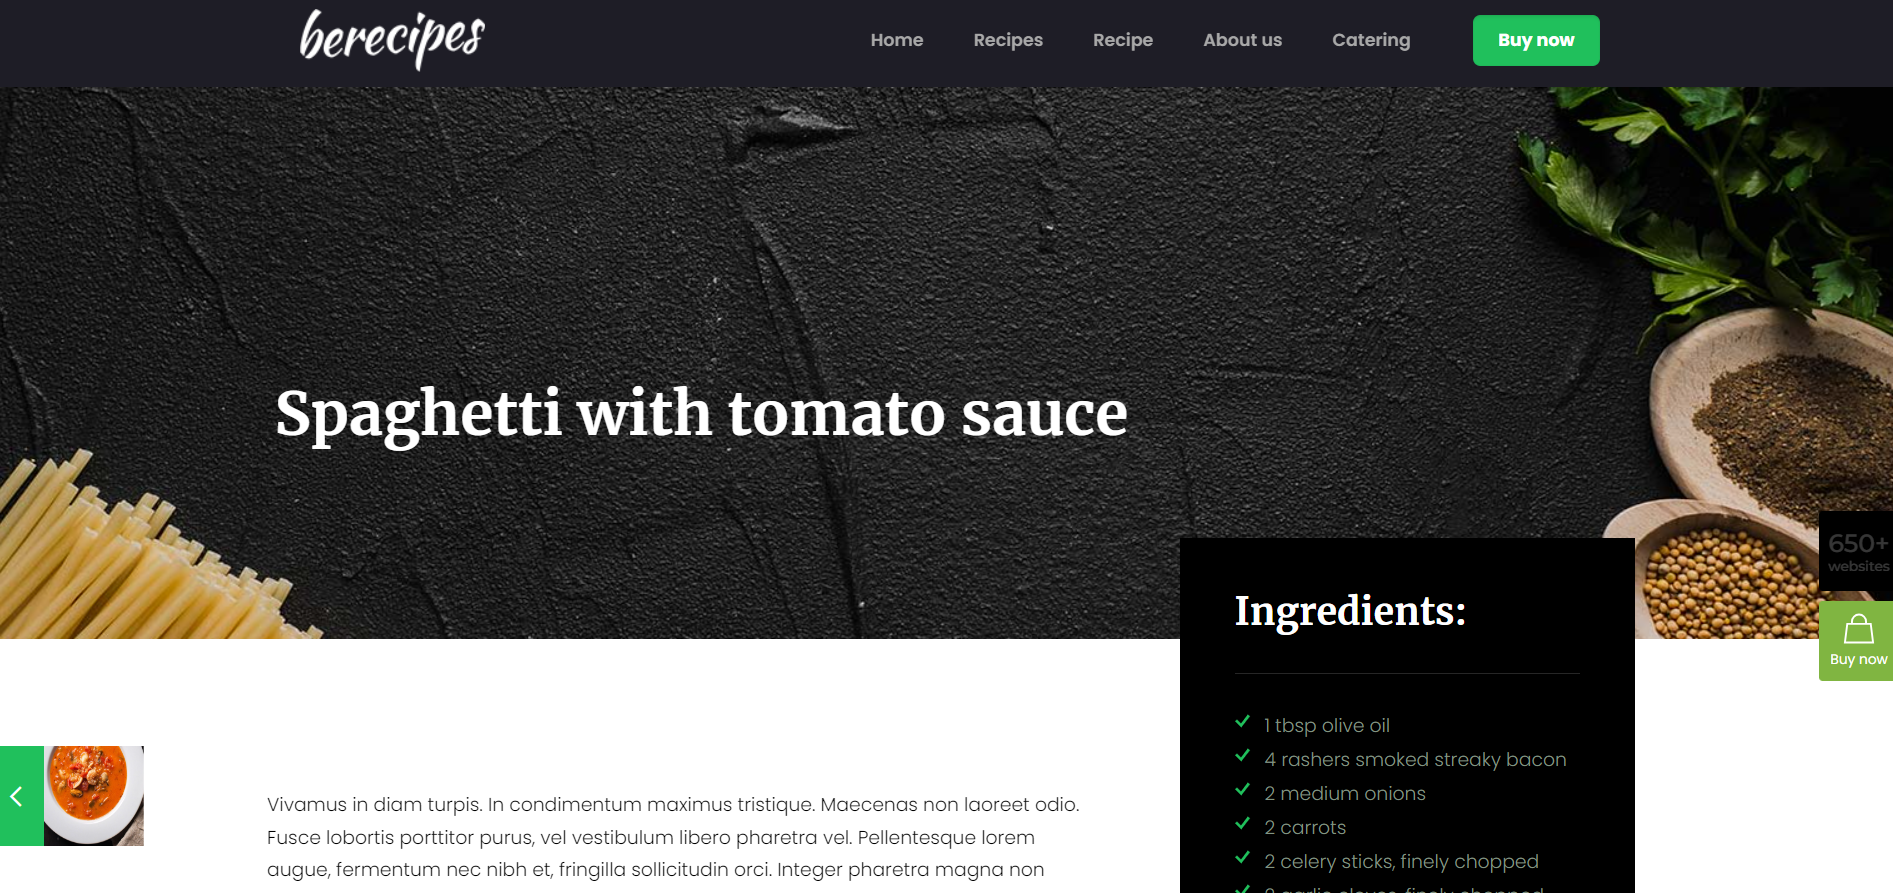 berecipes
Home Recipes Recipe About us Catering Buy now
Spaghetti with tomato sauce
650+
websites
Buy now
Ingredients:
1 tbsp olive oil
4 rashers smoked streaky bacon
2 medium onions
2 carrots
2 celery sticks, finely chopped
Vivamus in diam turpis. In condimentum maximus tristique. Maecenas non laoreet odio.
Fusce lobortis porttitor purus, vel vestibulum libero pharetra vel. Pellentesque lorem
augue, fermentum nec nibh et, fringilla sollicitudin orci. Integer pharetra magna non